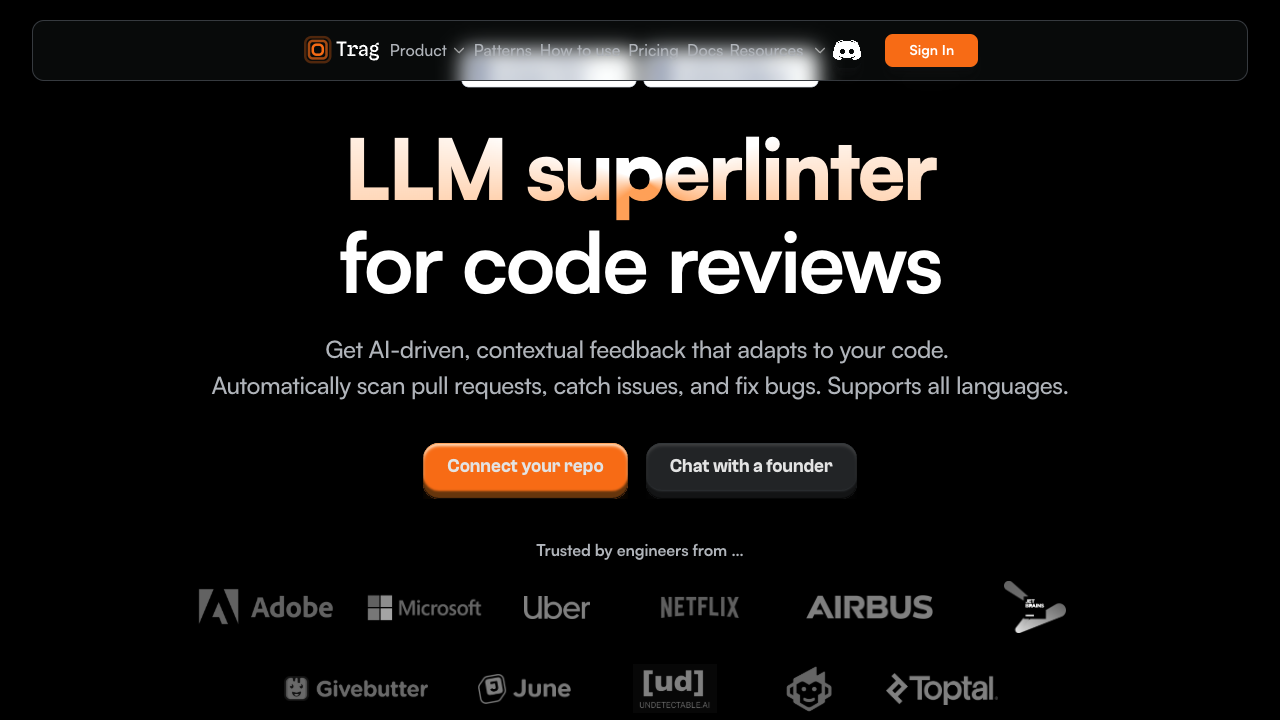 Trag Product Patterns How to use Pricing Docs Resources Sign In
LLM superlinter
for code reviews
Get AI-driven, contextual feedback that adapts to your code.
Automatically scan pull requests, catch issues, and fix bugs. Supports all languages.
Connect your repo Chat with a founder
Trusted by engineers from ...
Adobe Microsoft Uber NETFLIX AIRBUS JET BRAINS
Givebutter June [ud] UNDETECTABLE.AI Toptal